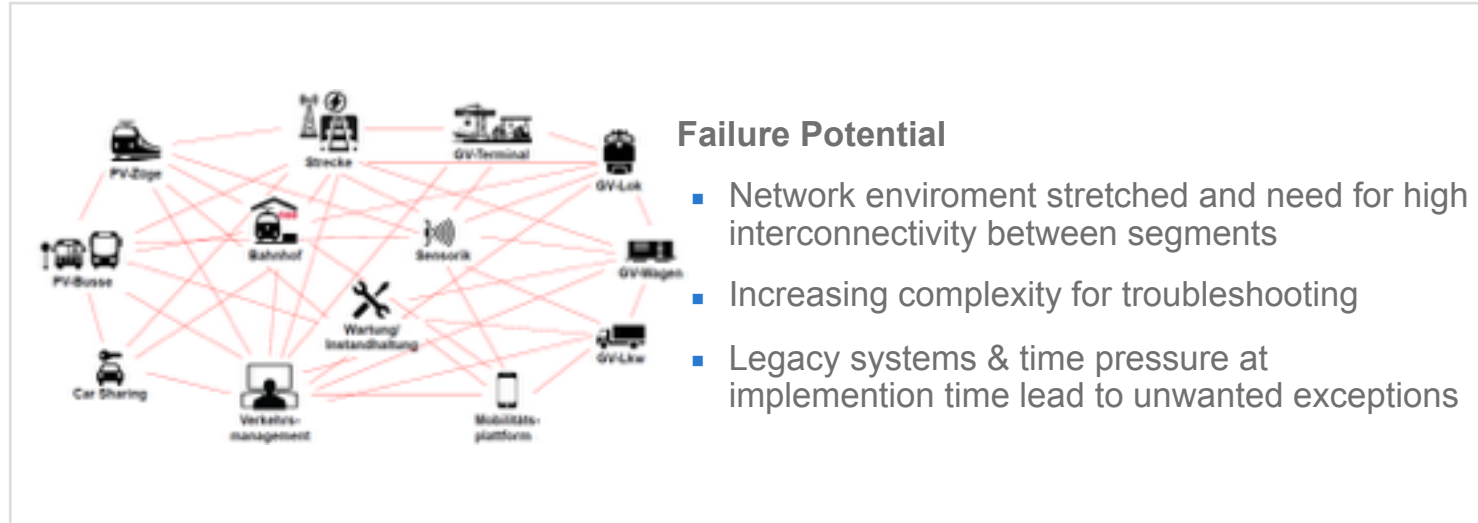 Strecke
GV-Terminal
PV-Züge
GV-Lok
Bahnhof
Sensorik
GV-Wagen
PV-Busse
Wartung/
Instandhaltung
GV-Lkw
Car Sharing
Verkehrs-
management
Mobilitäts-
plattform
Failure Potential
Network enviroment stretched and need for high
interconnectivity between segments
Increasing complexity for troubleshooting
Legacy systems & time pressure at
implemention time lead to unwanted exceptions